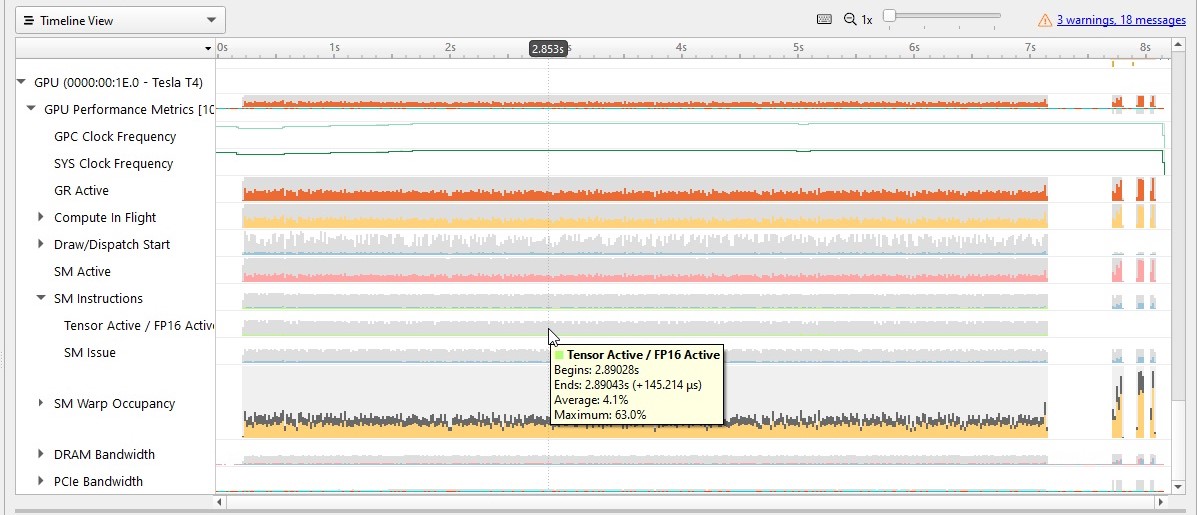 Timeline View
1x
3 warnings, 18 messages
0s 1s 2s 2.853s 4s 5s 6s 7s 8s
GPU (0000:00:1E.0 - Tesla T4)
GPU Performance Metrics [10
GPC Clock Frequency
SYS Clock Frequency
GR Active
Compute In Flight
Draw/Dispatch Start
SM Active
SM Instructions
Tensor Active / FP16 Activ
SM Issue
Tensor Active / FP16 Active
Begins: 2.89028s
Ends: 2.89043s (+145.214 µs)
Average: 4.1%
Maximum: 63.0%
SM Warp Occupancy
DRAM Bandwidth
PCIe Bandwidth